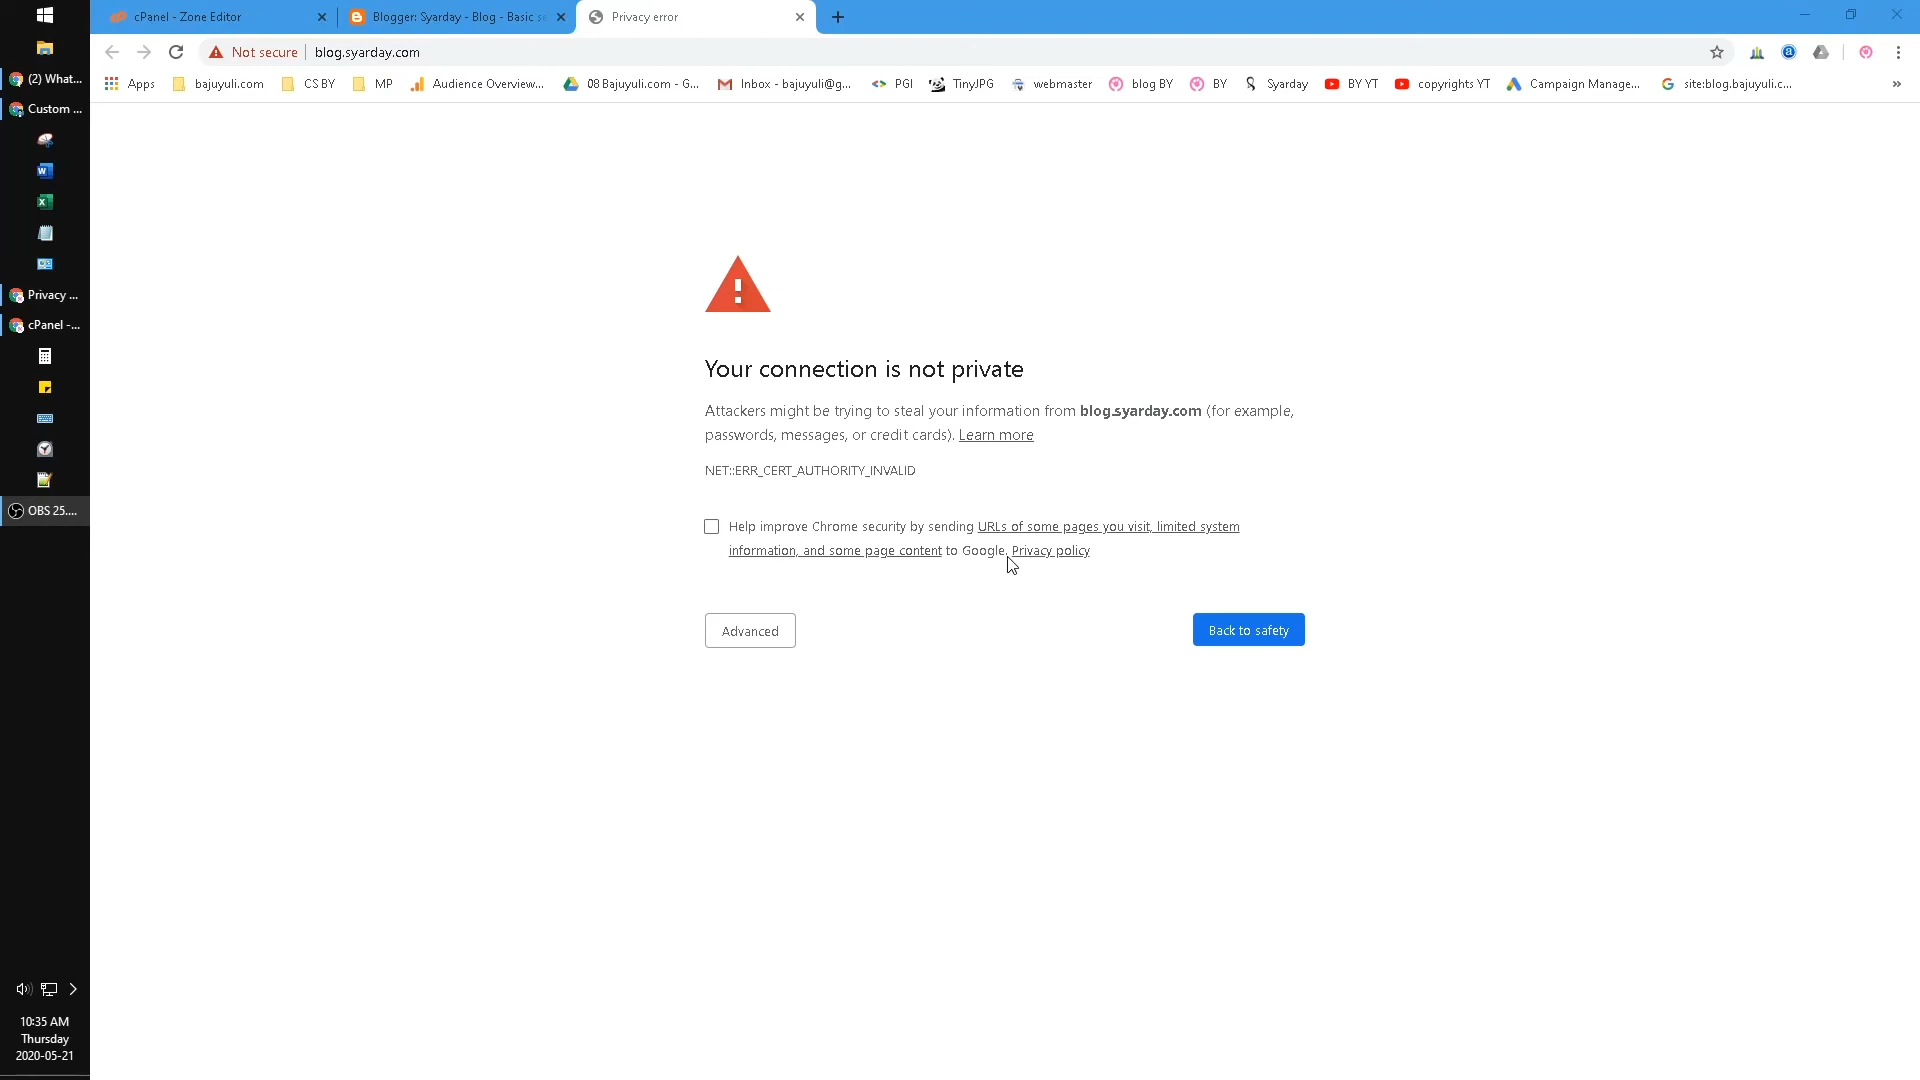 cPanel - Zone Editor
Blogger: Syarday - Blog - Basic se
Privacy error
Not secure
blog.syarday.com
Apps
bajuyuli.com
CS BY
MP
Audience Overview...
08 Bajuyuli.com - G...
Inbox - bajuyuli@g...
PGI
TinyJPG
webmaster
blog BY
BY
Syarday
BY YT
copyrights YT
Campaign Manage...
site:blog.bajuyuli.c...
»
(2) What...
Custom ...
Privacy ...
cPanel -...
OBS 25....
Your connection is not private
Attackers might be trying to steal your information from blog.syarday.com (for example,
passwords, messages, or credit cards). Learn more
NET::ERR_CERT_AUTHORITY_INVALID
Help improve Chrome security by sending URLs of some pages you visit, limited system
information, and some page content to Google. Privacy policy
Advanced
Back to safety
10:35 AM
Thursday
2020-05-21